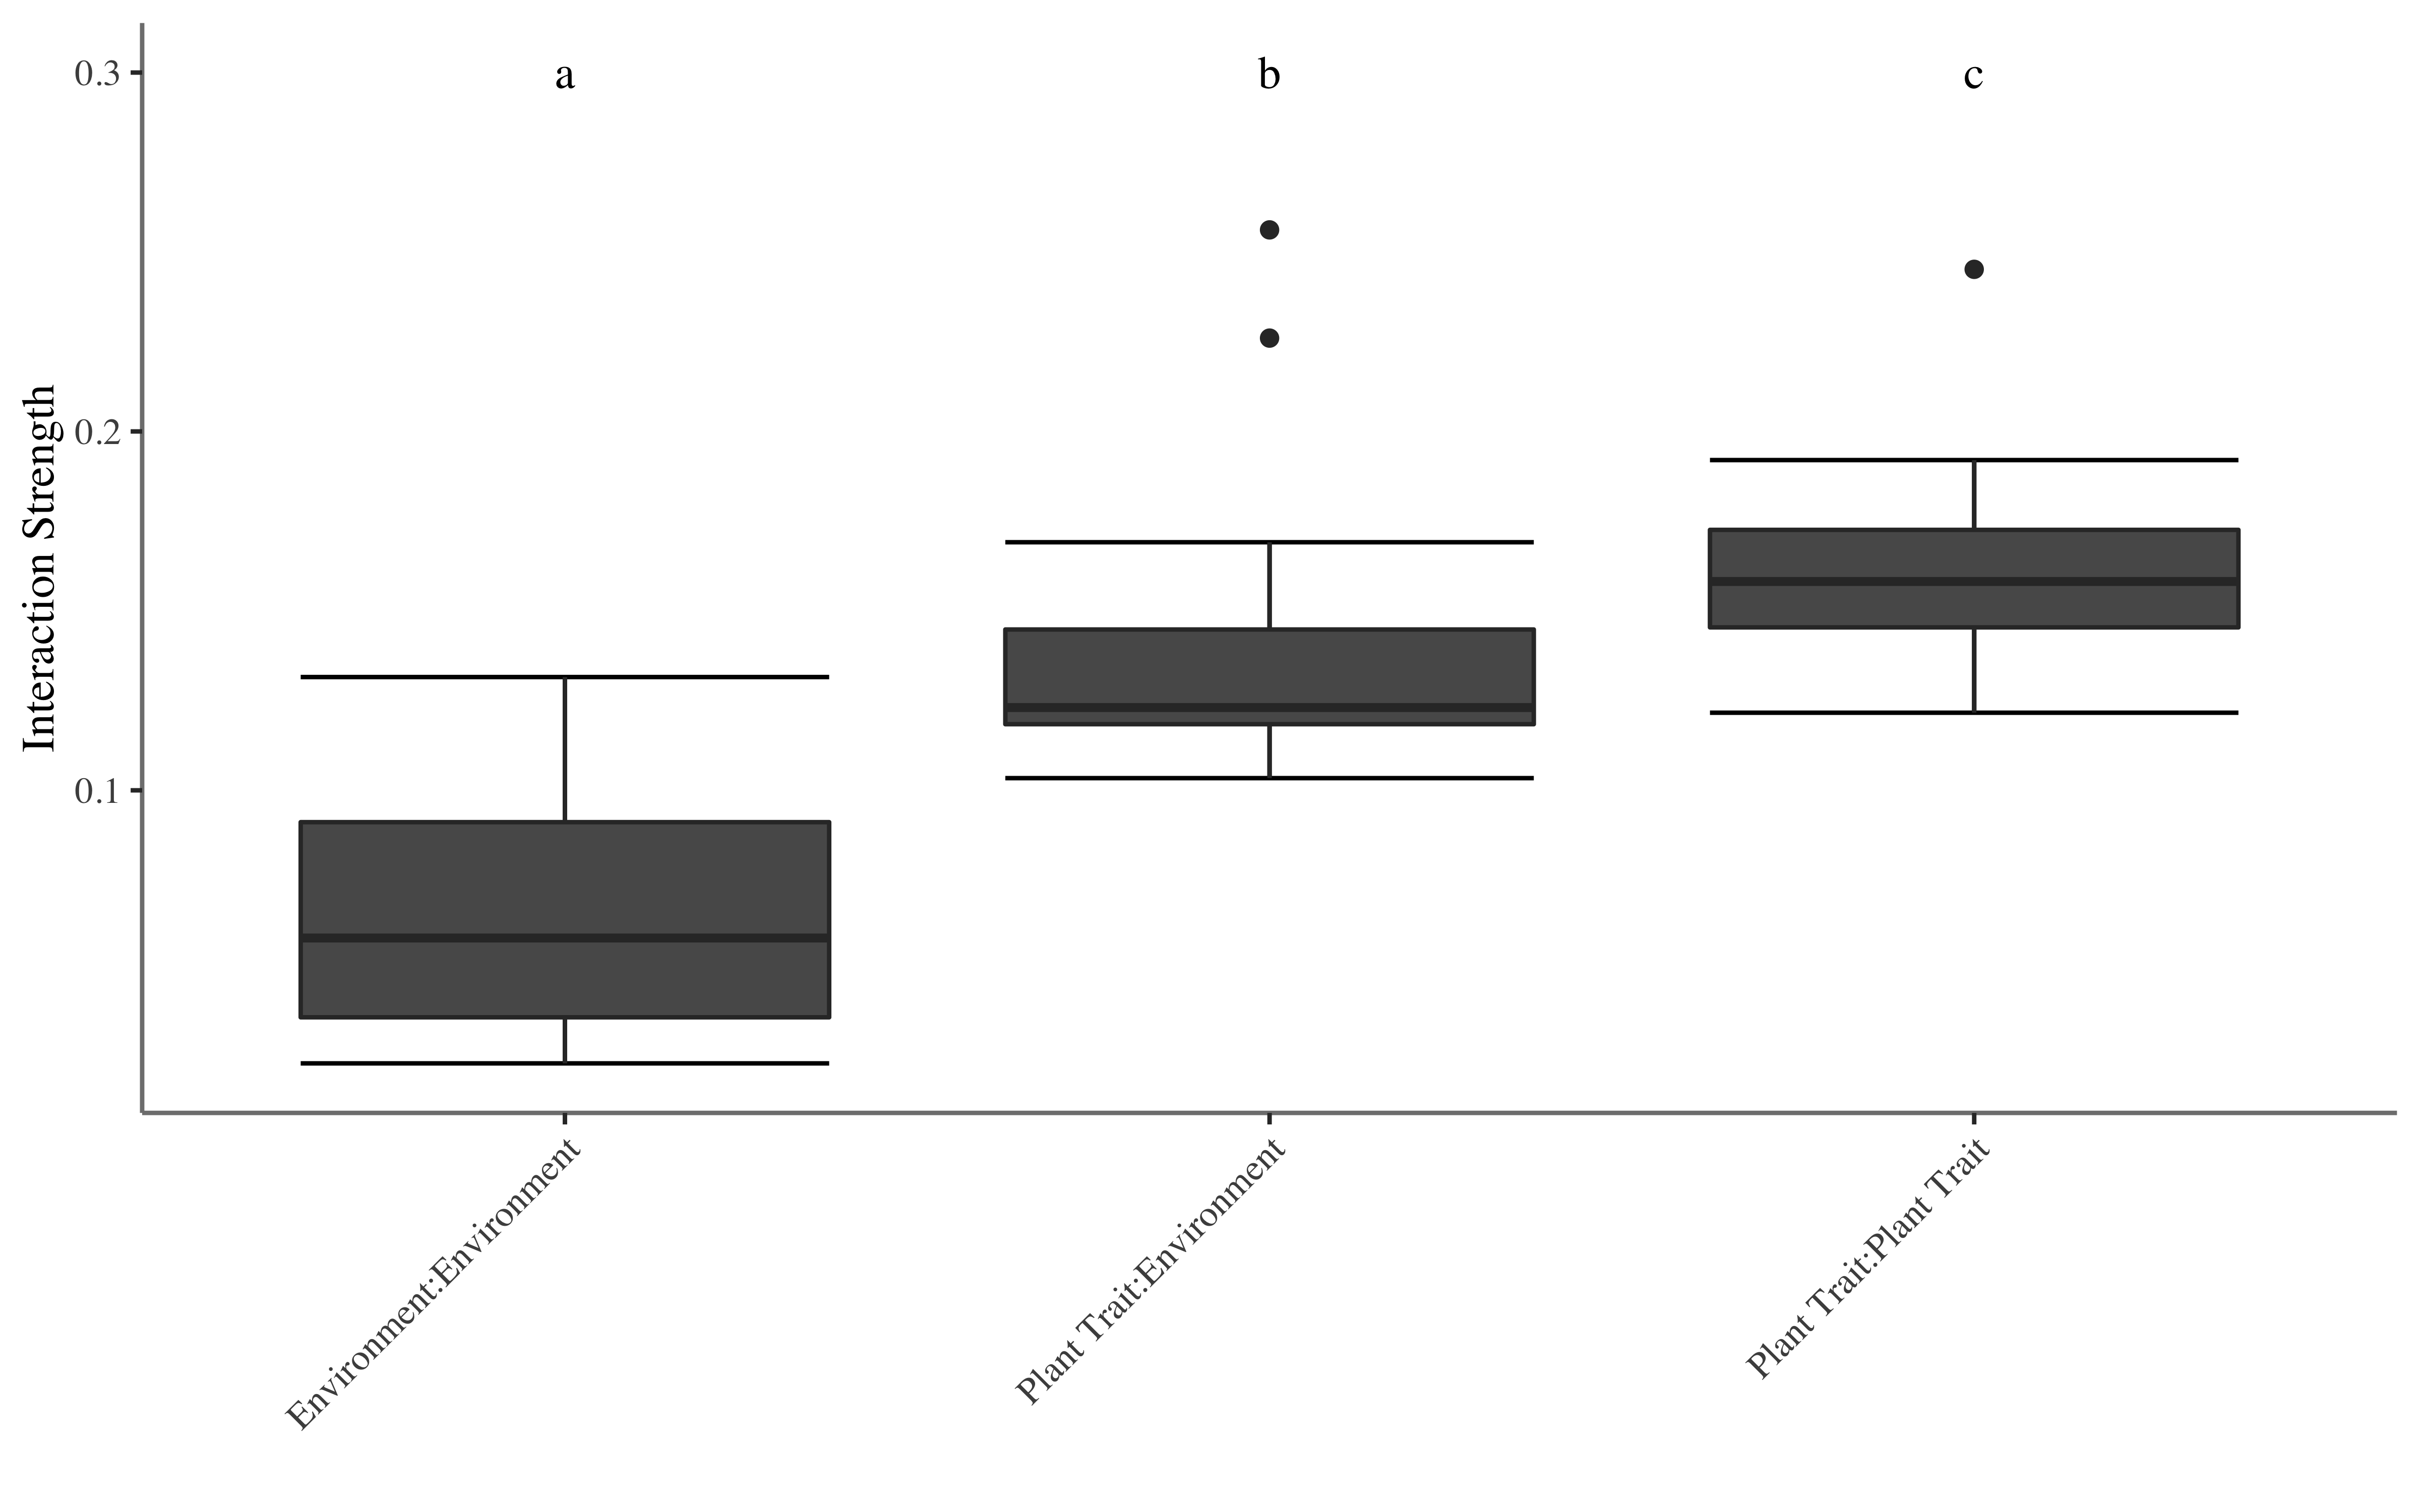 a
b
c
0.3
0.2
0.1
Interaction Strength
Environment:Environment
Plant Trait:Environment
Plant Trait:Plant Trait